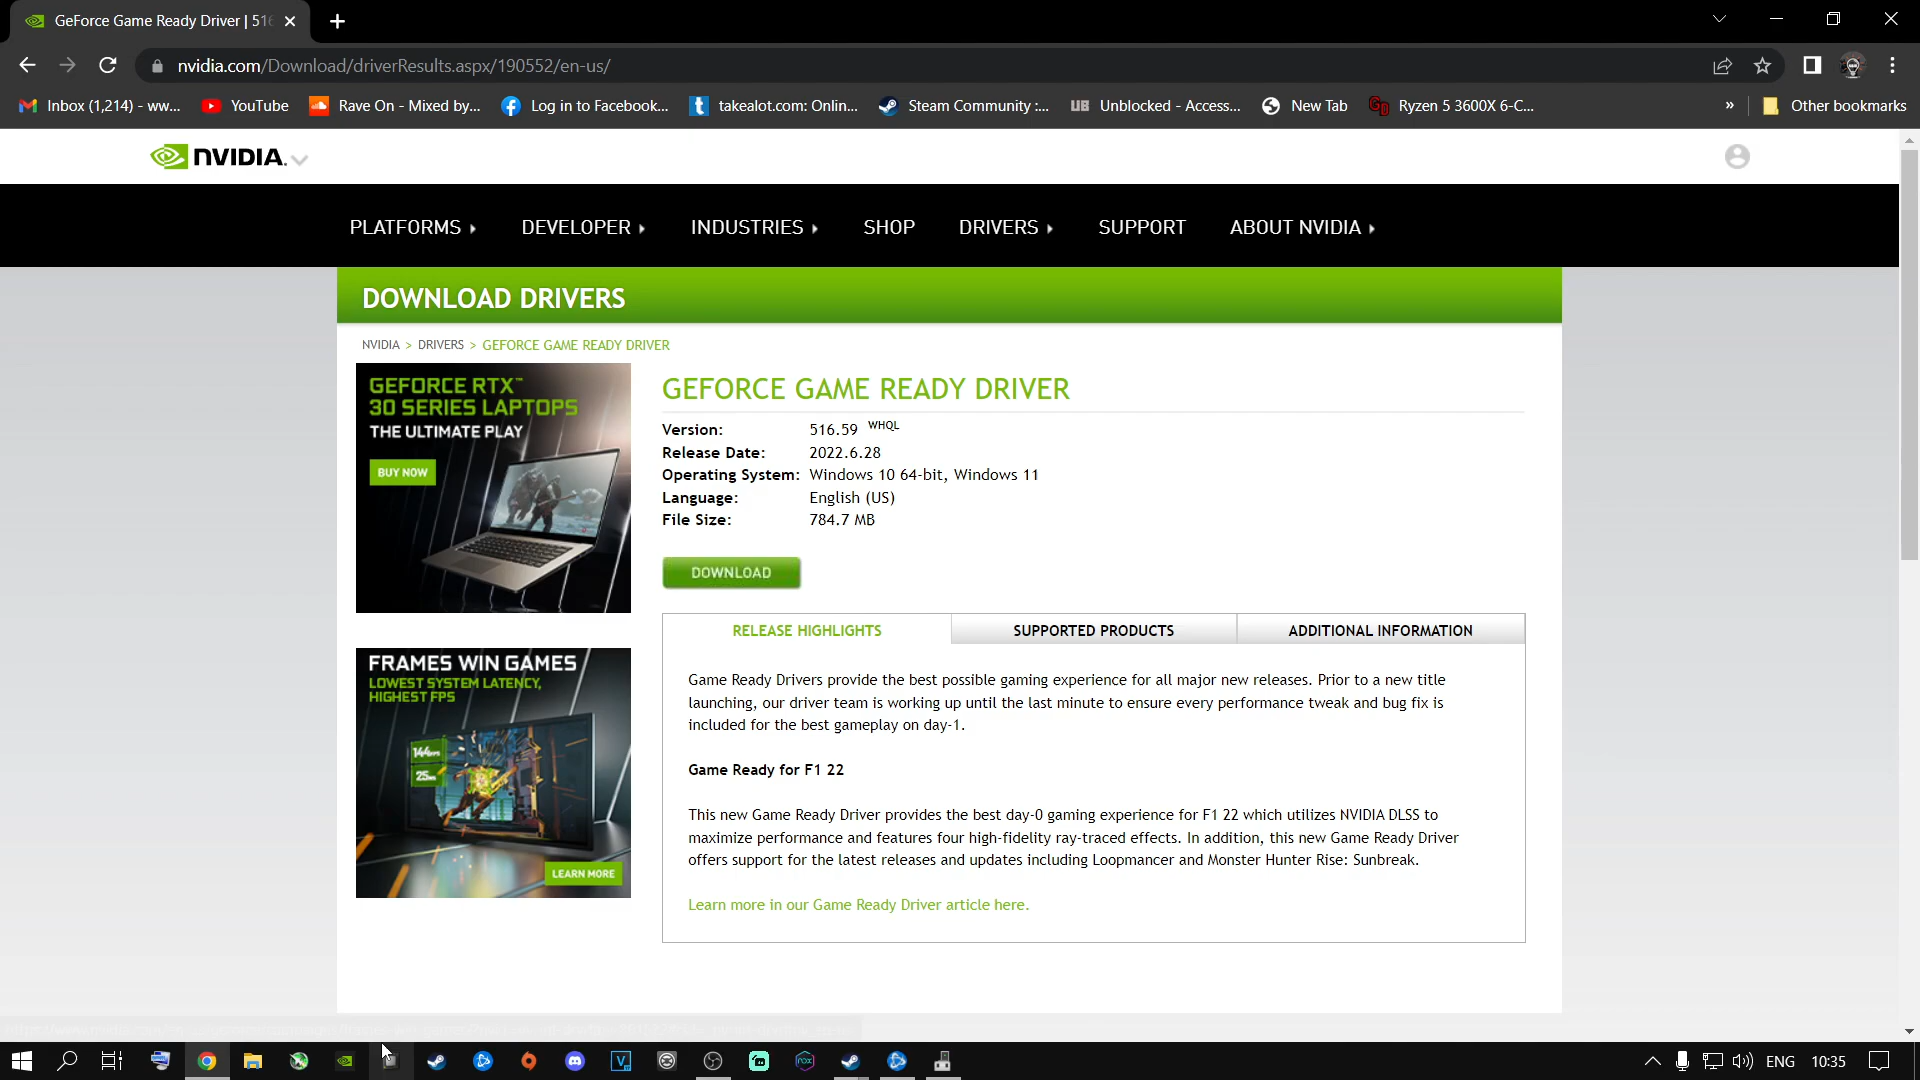 GeForce Game Ready Driver | 516
nvidia.com/Download/driverResults.aspx/190552/en-us/
Inbox (1,214) - ww...
YouTube
Rave On - Mixed by...
Log in to Facebook...
takealot.com: Onlin...
Steam Community :...
UB Unblocked - Access...
New Tab
Ryzen 5 3600X 6-C...
»
Other bookmarks
NVIDIA.
PLATFORMS
DEVELOPER
INDUSTRIES
SHOP
DRIVERS
SUPPORT
ABOUT NVIDIA
DOWNLOAD DRIVERS
NVIDIA > DRIVERS > GEFORCE GAME READY DRIVER
GEFORCE RTX™
30 SERIES LAPTOPS
THE ULTIMATE PLAY
BUY NOW
FRAMES WIN GAMES
LOWEST SYSTEM LATENCY,
HIGHEST FPS
144FPS
25ms
LEARN MORE
GEFORCE GAME READY DRIVER
Version: 516.59 WHQL
Release Date: 2022.6.28
Operating System: Windows 10 64-bit, Windows 11
Language: English (US)
File Size: 784.7 MB
DOWNLOAD
RELEASE HIGHLIGHTS
SUPPORTED PRODUCTS
ADDITIONAL INFORMATION
Game Ready Drivers provide the best possible gaming experience for all major new releases. Prior to a new title
launching, our driver team is working up until the last minute to ensure every performance tweak and bug fix is
included for the best gameplay on day-1.
Game Ready for F1 22
This new Game Ready Driver provides the best day-0 gaming experience for F1 22 which utilizes NVIDIA DLSS to
maximize performance and features four high-fidelity ray-traced effects. In addition, this new Game Ready Driver
offers support for the latest releases and updates including Loopmancer and Monster Hunter Rise: Sunbreak.
Learn more in our Game Ready Driver article here.
ENG
10:35